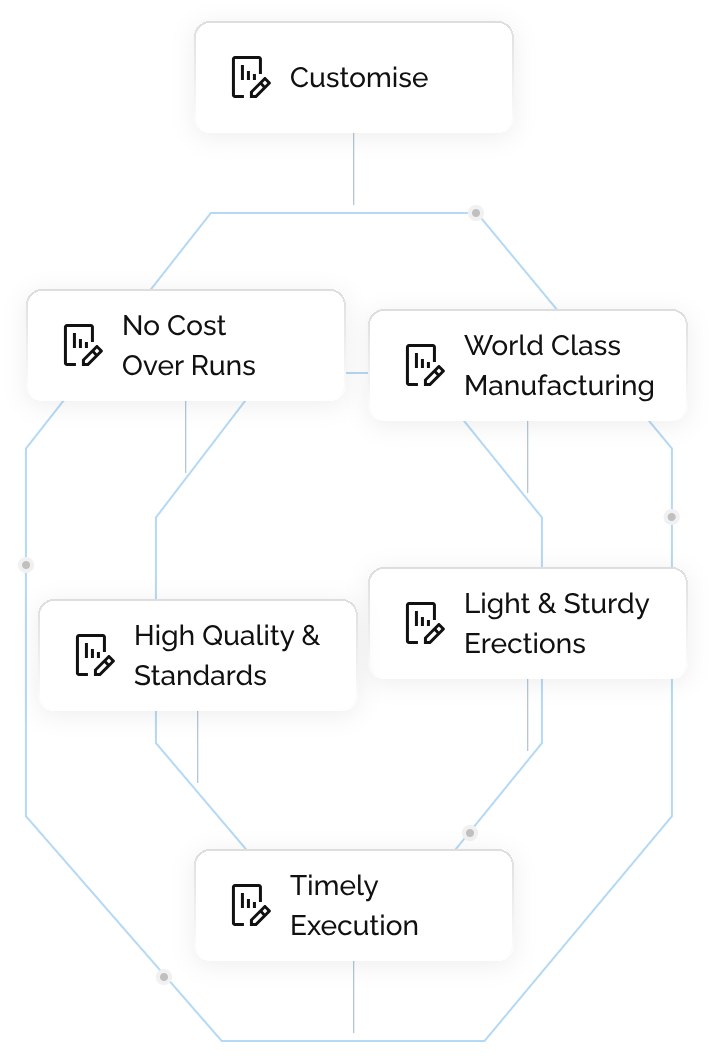 Customise
No Cost
Over Runs
World Class
Manufacturing
Light & Sturdy
Erections
High Quality &
Standards
Timely
Execution